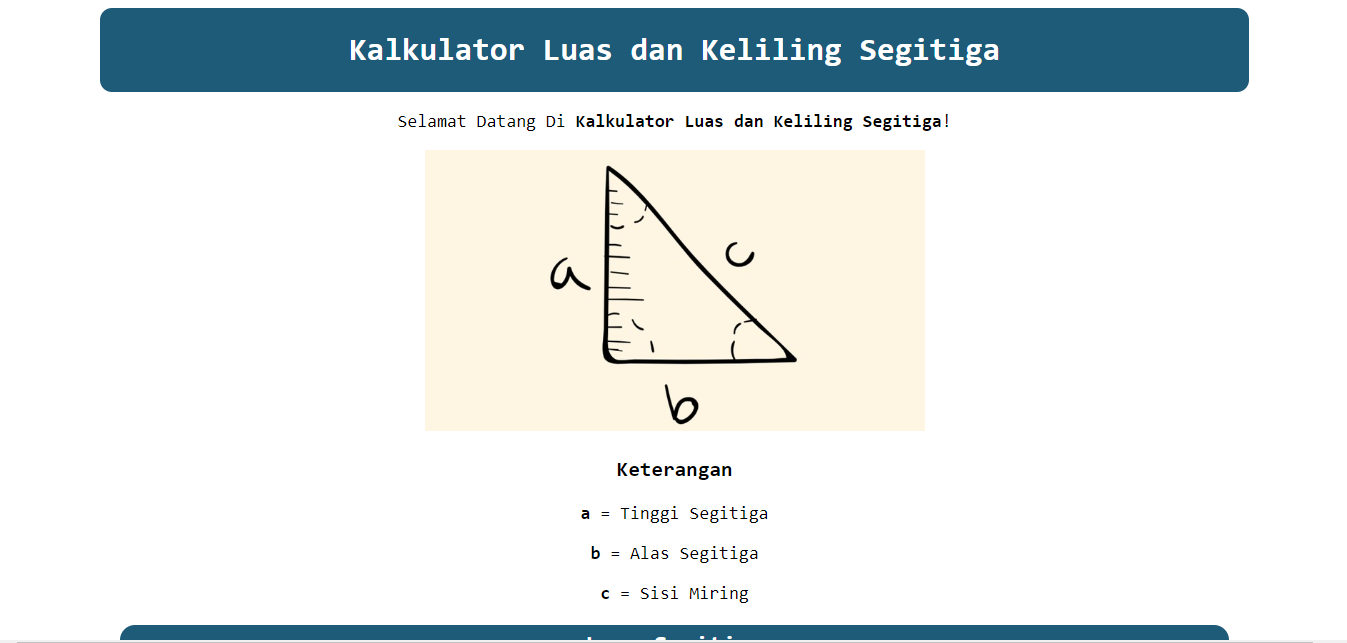 Kalkulator Luas dan Keliling Segitiga
Selamat Datang Di Kalkulator Luas dan Keliling Segitiga!
a
c
b
Keterangan
a = Tinggi Segitiga
b = Alas Segitiga
c = Sisi Miring